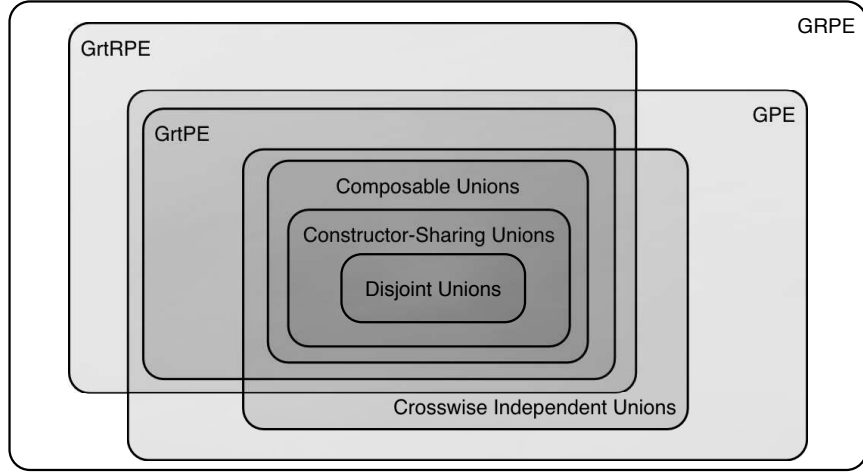 GRPE
GrtRPE
GPE
GrtPE
Composable Unions
Constructor-Sharing Unions
Disjoint Unions
Crosswise Independent Unions